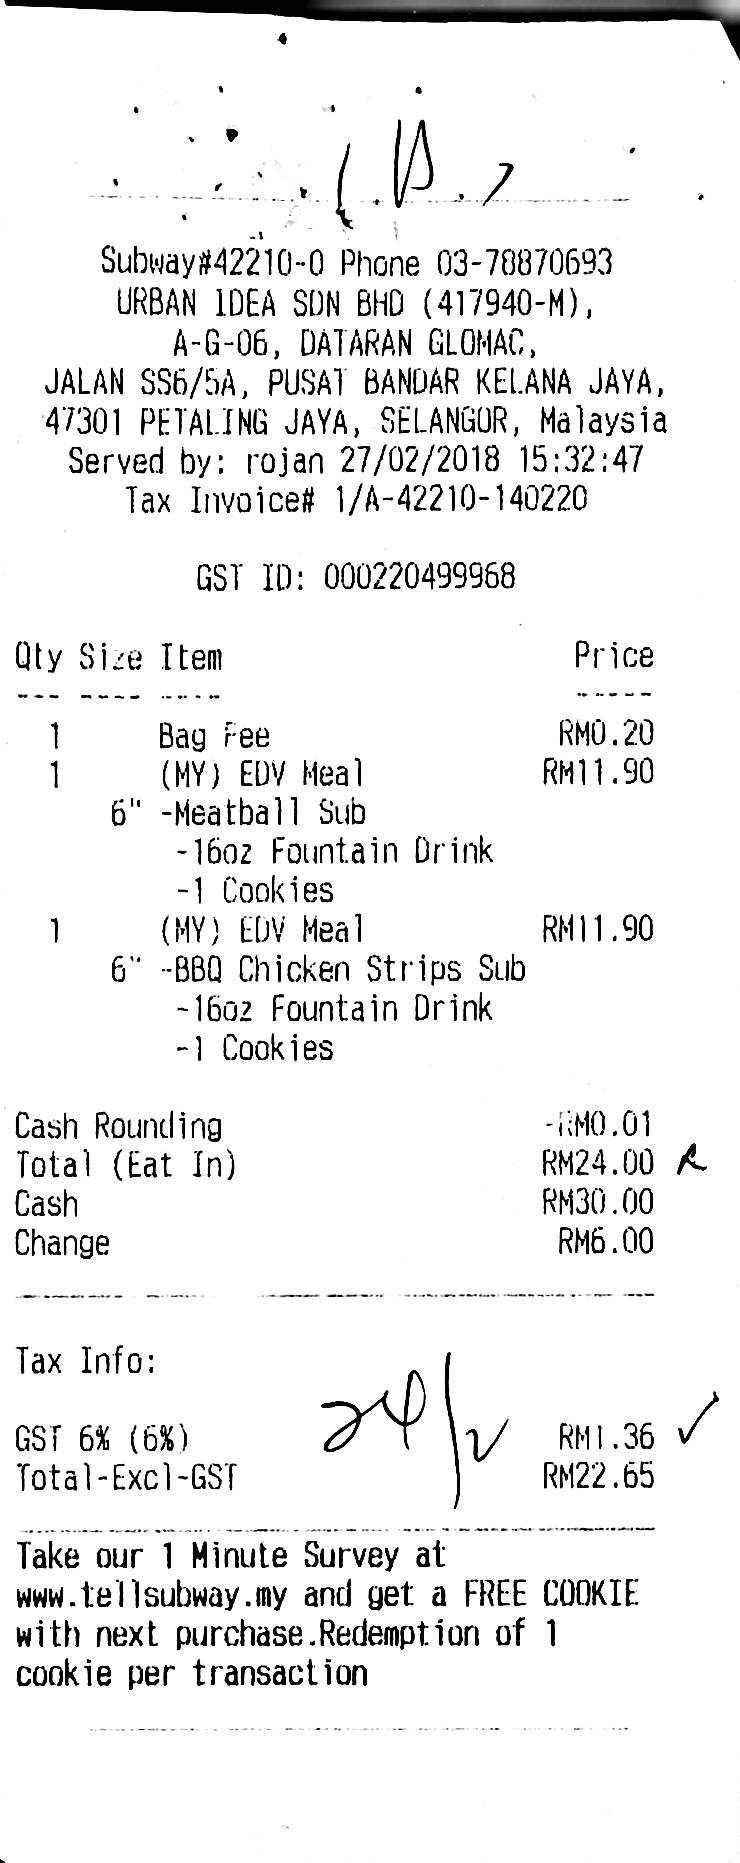 Subway#42210-0 Phone 03-78870693
URBAN IDEA SDN BHD (417940-M),
A-G-06, DATARAN GLOMAC,
JALAN SS6/5A, PUSAT BANDAR KELANA JAYA,
47301 PETALING JAYA, SELANGOR, Malaysia
Served by: rojan 27/02/2018 15:32:47
Tax Invoice# 1/A-42210-140220
GST ID: 000220499968
Qty Size Item Price
--- ---- ---- -----
1 Bag Fee RM0.20
1 (MY) EDV Meal RM11.90
6" -Meatball Sub
-16oz Fountain Drink
-1 Cookies
1 (MY) EDV Meal RM11.90
6" -BBQ Chicken Strips Sub
-16oz Fountain Drink
-1 Cookies
Cash Rounding -RM0.01
Total (Eat In) RM24.00
Cash RM30.00
Change RM6.00
Tax Info:
GST 6% (6%) RM1.36
Total-Excl-GST RM22.65
Take our 1 Minute Survey at
www.tellsubway.my and get a FREE COOKIE
with next purchase.Redemption of 1
cookie per transaction